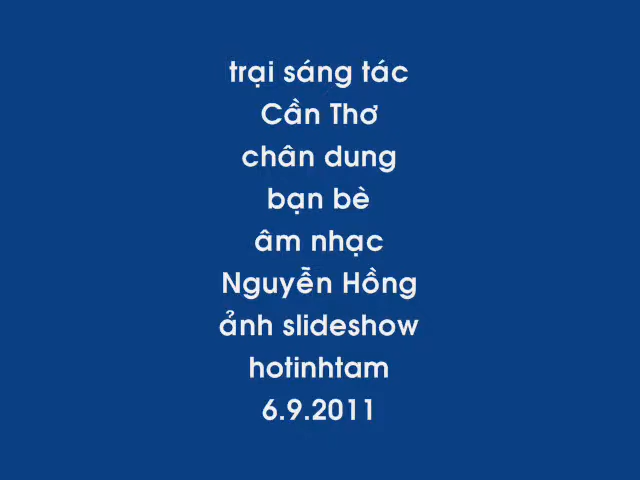 trại sáng tác
Cần Thơ
chân dung
bạn bè
âm nhạc
Nguyễn Hồng
ảnh slideshow
hotinhtam
6.9.2011